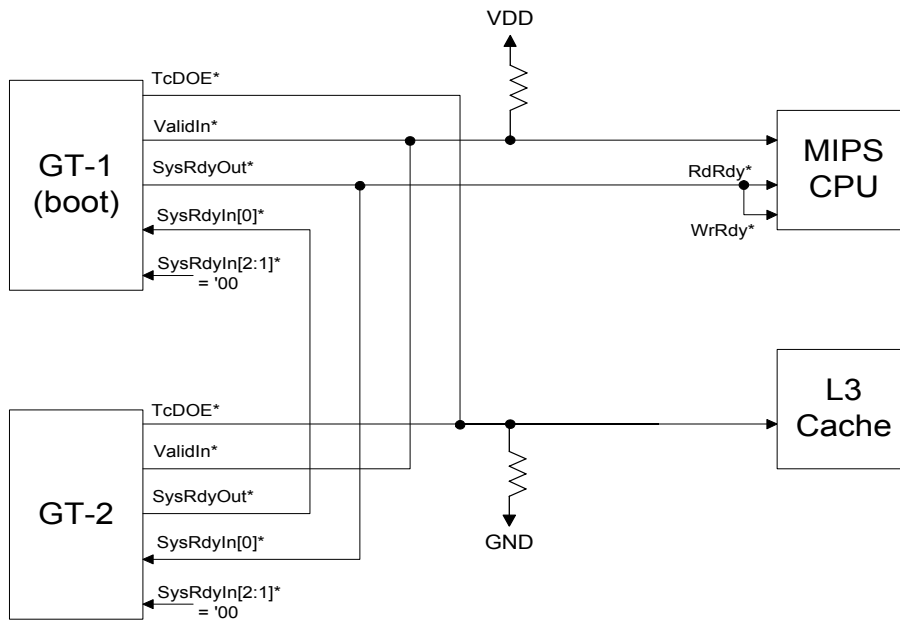 VDD
TcDOE*
ValidIn*
GT-1
(boot)
SysRdyOut*
SysRdyIn[0]*
SysRdyIn[2:1]*
= '00
RdRdy*
WrRdy*
MIPS
CPU
TcDOE*
ValidIn*
GT-2
SysRdyOut*
SysRdyIn[0]*
SysRdyIn[2:1]*
= '00
GND
L3
Cache